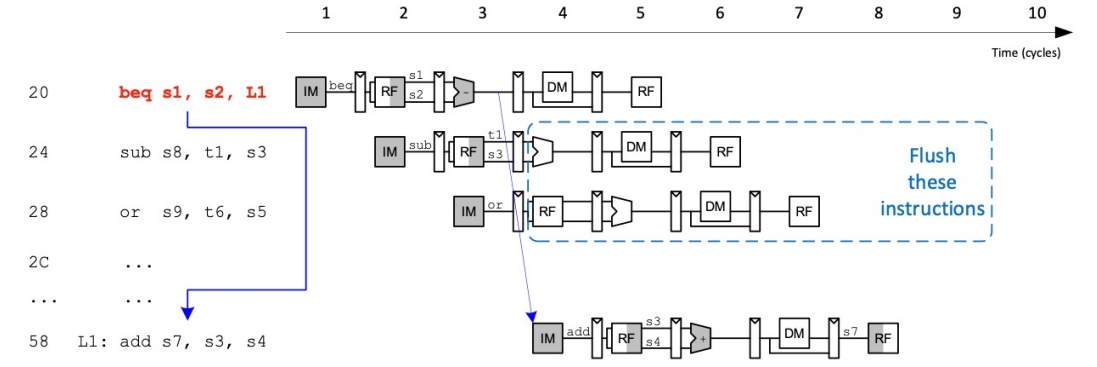 1 2 3 4 5 6 7 8 9 10
Time (cycles)
20 beq s1, s2, L1 IM beq RF s1 s2 - DM RF
24 sub s8, t1, s3 IM sub RF t1 s3 DM RF
28 or s9, t6, s5 IM or RF DM RF
Flush
these
instructions
2C ...
... ...
58 L1: add s7, s3, s4 IM add RF s3 s4 + DM s7 RF